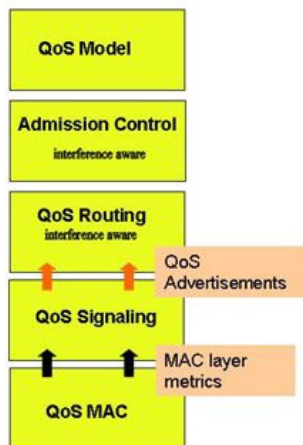 QoS Model
Admission Control
interference aware
QoS Routing
interference aware
QoS
Advertisements
QoS Signaling
MAC layer
metrics
QoS MAC